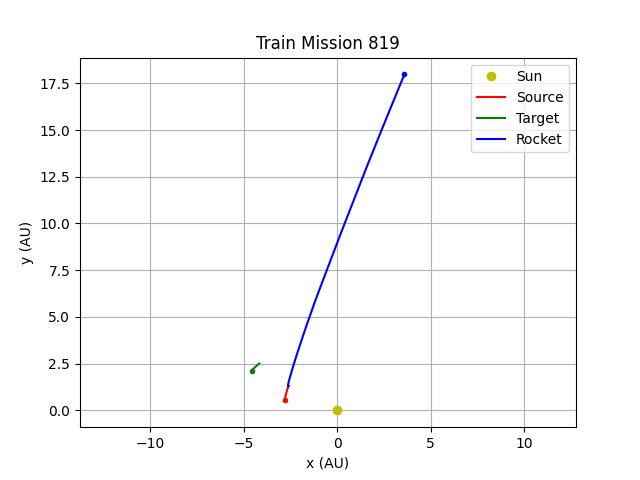 Train Mission 819
Sun
Source
Target
Rocket
17.5
15.0
12.5
10.0
7.5
5.0
2.5
0.0
y (AU)
−10
−5
0
5
10
x (AU)